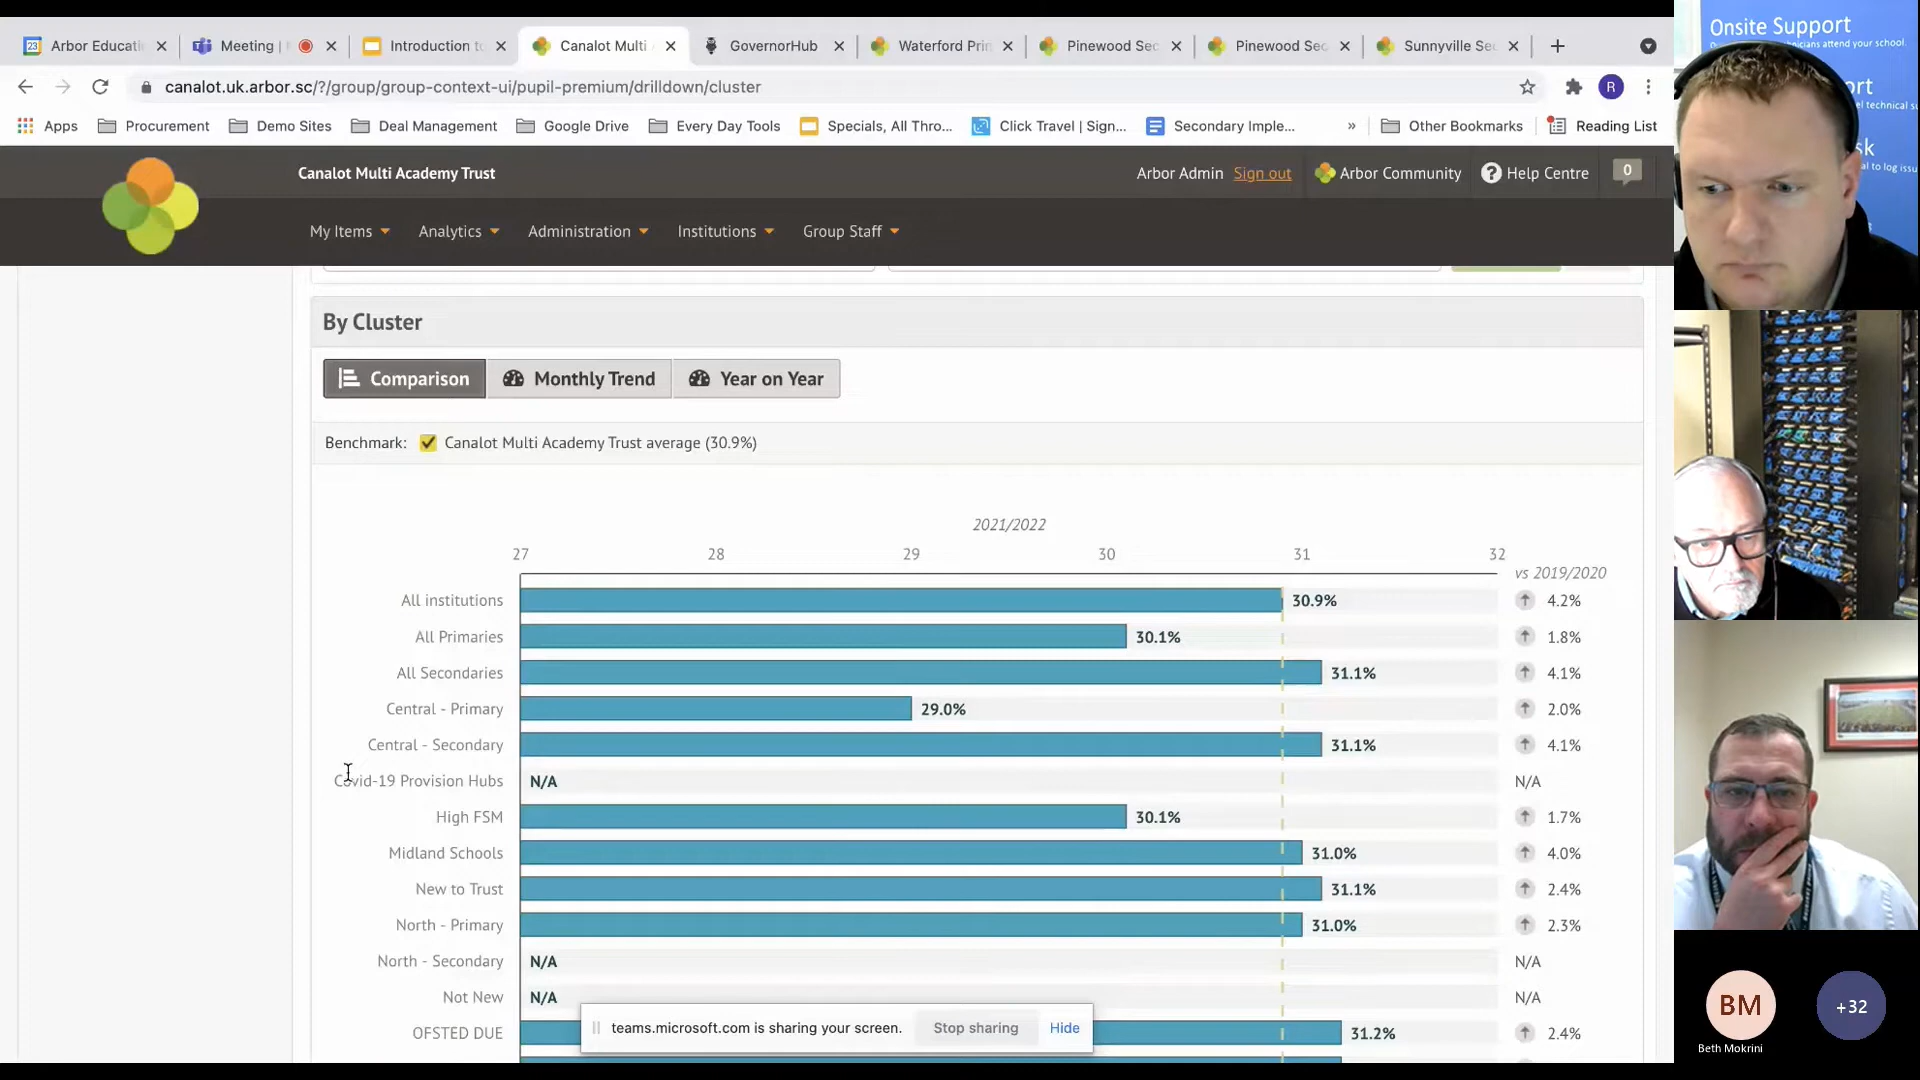 Arbor Educati
Meeting |
Introduction to
Canalot Multi
GovernorHub
Waterford Prin
Pinewood Sec
Pinewood Sec
Sunnyville Sec
canalot.uk.arbor.sc/?/group/group-context-ui/pupil-premium/drilldown/cluster
R
Apps
Procurement
Demo Sites
Deal Management
Google Drive
Every Day Tools
Specials, All Thro...
Click Travel | Sign...
Secondary Imple...
»
Other Bookmarks
Reading List
Canalot Multi Academy Trust
Arbor Admin Sign out
Arbor Community
Help Centre
0
My Items
Analytics
Administration
Institutions
Group Staff
By Cluster
Comparison
Monthly Trend
Year on Year
Benchmark: Canalot Multi Academy Trust average (30.9%)
2021/2022
27 28 29 30 31 32
vs 2019/2020
All institutions 30.9% 4.2%
All Primaries 30.1% 1.8%
All Secondaries 31.1% 4.1%
Central - Primary 29.0% 2.0%
Central - Secondary 31.1% 4.1%
Covid-19 Provision Hubs N/A N/A
High FSM 30.1% 1.7%
Midland Schools 31.0% 4.0%
New to Trust 31.1% 2.4%
North - Primary 31.0% 2.3%
North - Secondary N/A N/A
Not New N/A N/A
OFSTED DUE 31.2% 2.4%
teams.microsoft.com is sharing your screen.
Stop sharing
Hide
Onsite Support
technicians attend your school.
BM
Beth Mokrini
+32